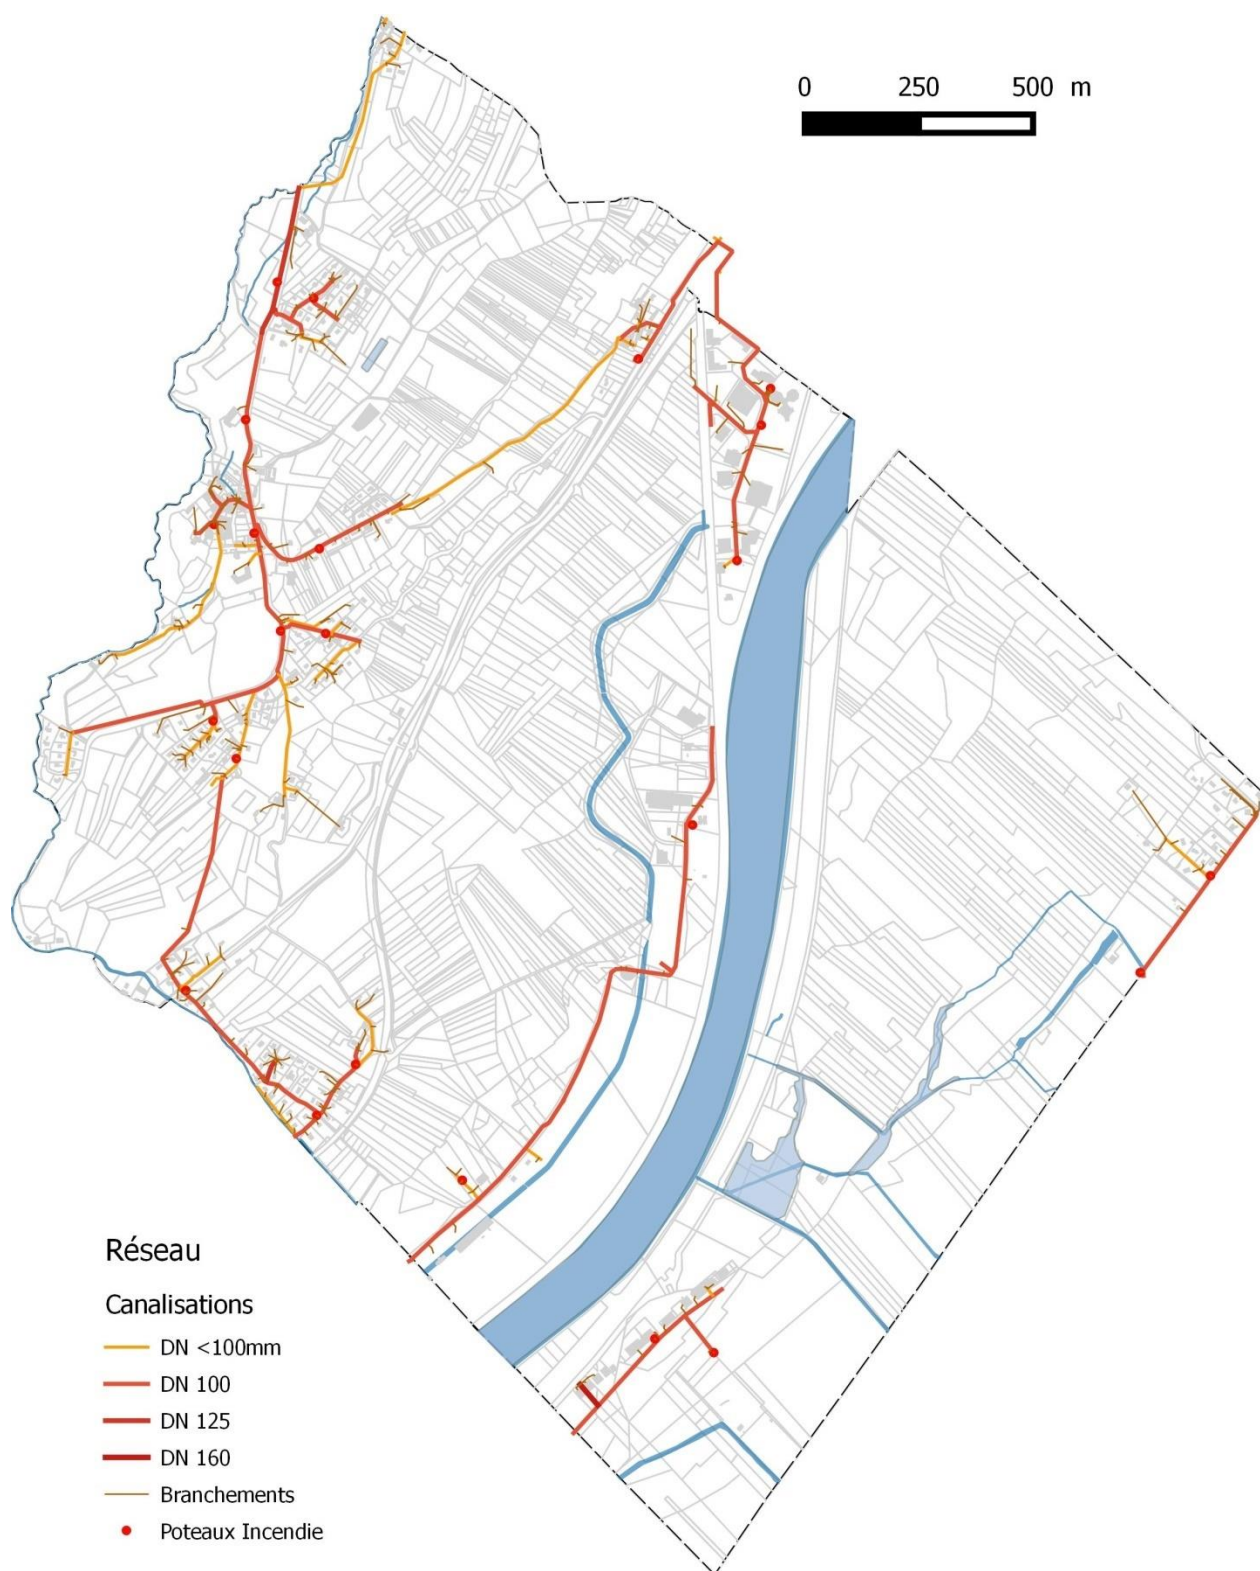 0 250 500 m
Réseau
Canalisations
DN <100mm
DN 100
DN 125
DN 160
Branchements
Poteaux Incendie